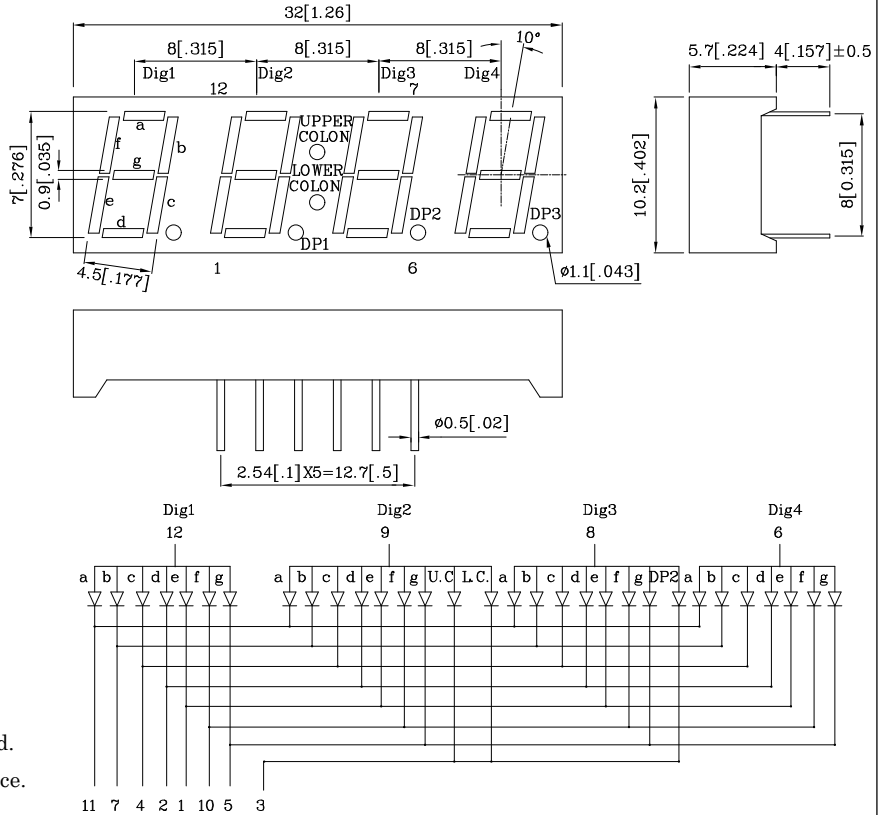 32[1.26]
8[.315] 8[.315] 8[.315] 10°
Dig1 Dig2 Dig3 Dig4
12 7
5.7[.224] 4[.157]±0.5
a
f b
g
e c
d
UPPER
COLON
LOWER
COLON
DP1
DP2
DP3
7[.276]
0.9[.035]
4.5[.177]
1 6
ø1.1[.043]
10.2[.402]
8[0.315]
ø0.5[.02]
2.54[.1]X5=12.7[.5]
Dig1 Dig2 Dig3 Dig4
12 9 8 6
a b c d e f g a b c d e f g U.C L.C. a b c d e f g DP2 a b c d e f g
d.
ce.
11 7 4 2 1 10 5 3